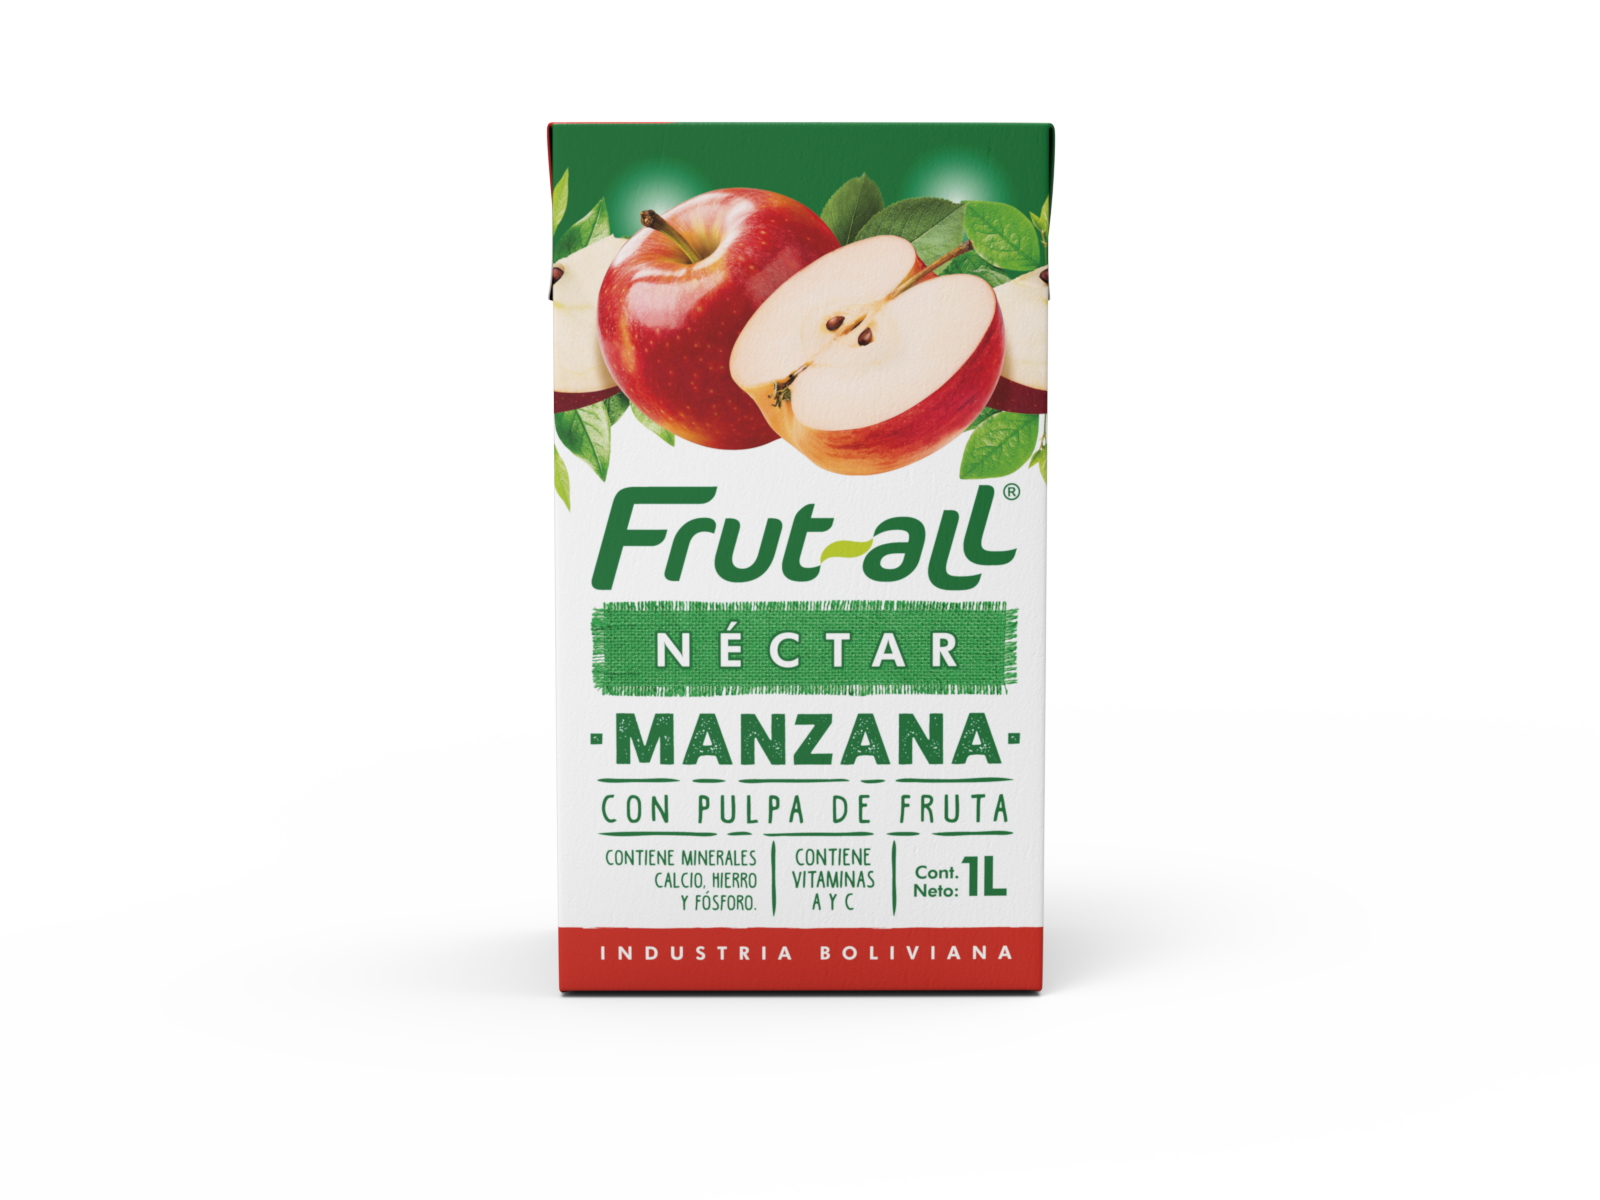 Frut-all®
NÉCTAR
·MANZANA·
CON PULPA DE FRUTA
CONTIENE MINERALES
CALCIO, HIERRO
Y FÓSFORO.
CONTIENE
VITAMINAS
A Y C
Cont.
Neto: 1L
INDUSTRIA BOLIVIANA